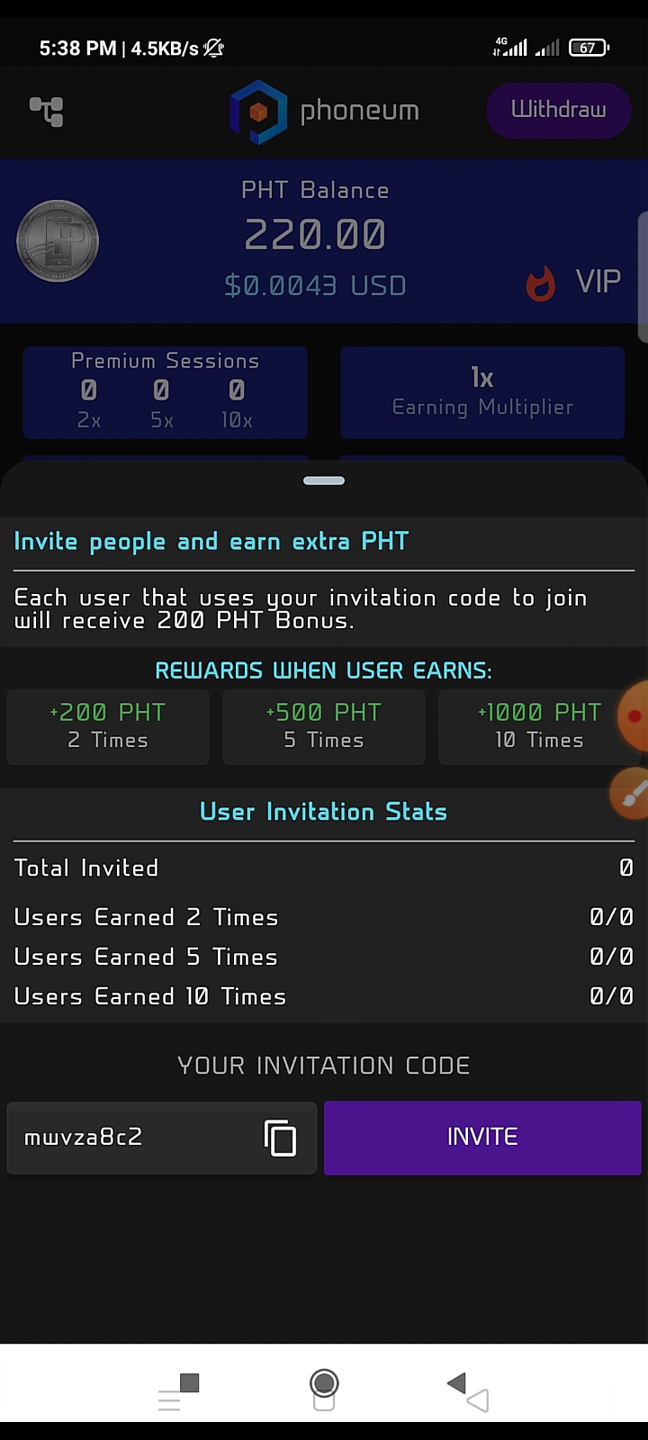 5:38 PM | 4.5KB/s
4G
67
phoneum
Withdraw
PHT Balance
220.00
$0.0043 USD
VIP
Premium Sessions
0 0 0
2x 5x 10x
1x
Earning Multiplier
Invite people and earn extra PHT
Each user that uses your invitation code to join
will receive 200 PHT Bonus.
REWARDS WHEN USER EARNS:
+200 PHT
2 Times
+500 PHT
5 Times
+1000 PHT
10 Times
User Invitation Stats
Total Invited 0
Users Earned 2 Times 0/0
Users Earned 5 Times 0/0
Users Earned 10 Times 0/0
YOUR INVITATION CODE
mwvza8c2
INVITE